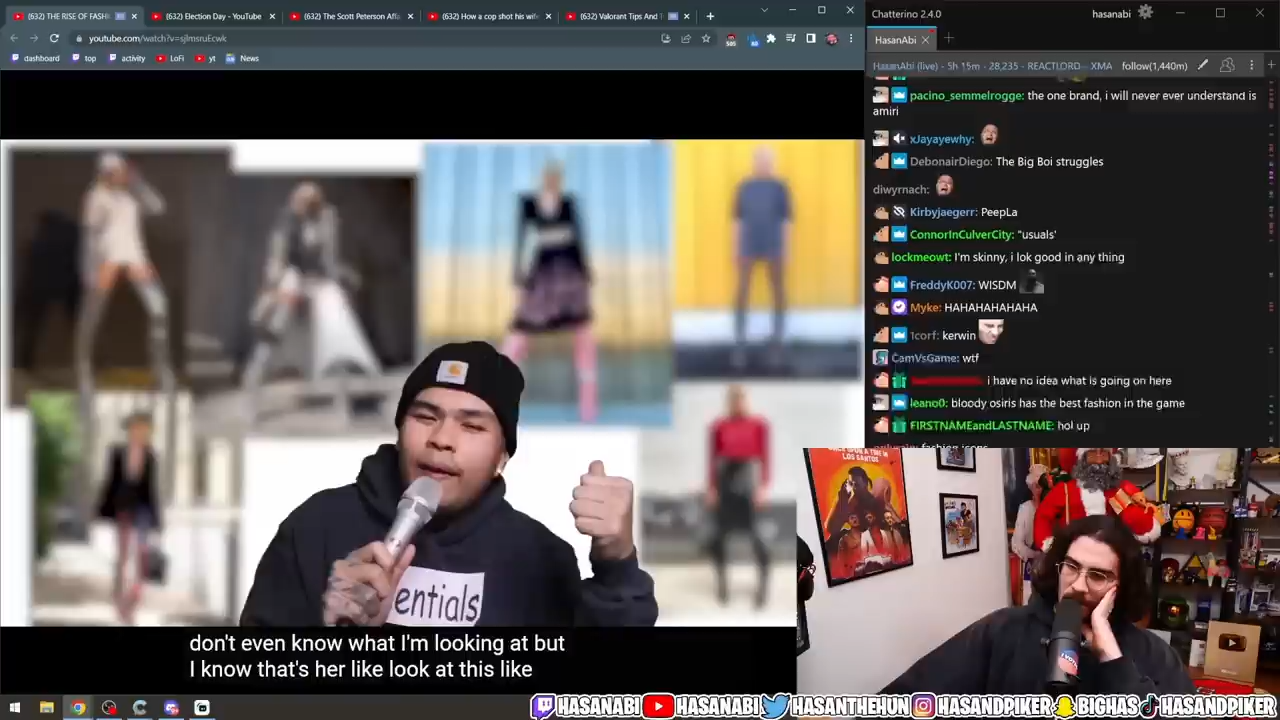 (632) THE RISE OF FASHI
(632) Election Day - YouTube
(632) The Scott Peterson Affa
(632) How a cop shot his wife
(632) Valorant Tips And T
youtube.com/watch?v=sjlmsruEcwk
dashboard
top
activity
LoFi
yt
News
Chatterino 2.4.0
hasanabi
HasanAbi
HasanAbi (live) - 5h 15m - 28,235 - REACTLORD -- XMA
follow(1,440m)
pacino_semmelrogge: the one brand, i will never ever understand is
amiri
xJayayewhy:
DebonairDiego: The Big Boi struggles
diwyrnach:
Kirbyjaegerr: PeepLa
ConnorInCulverCity: "usuals'
lockmeowt: I'm skinny, i lok good in any thing
FreddyK007: WISDM
Myke: HAHAHAHAHAHA
1corf: kerwin
CamVsGame: wtf
i have no idea what is going on here
leano0: bloody osiris has the best fashion in the game
FIRSTNAMEandLASTNAME: hol up
fashion icons
LOS SANTOS
entials
don't even know what I'm looking at but
I know that's her like look at this like
HASANABI
HASANABI
HASANTHEHUN
HASANDPIKER
BIGHAS
HASANDPIKER